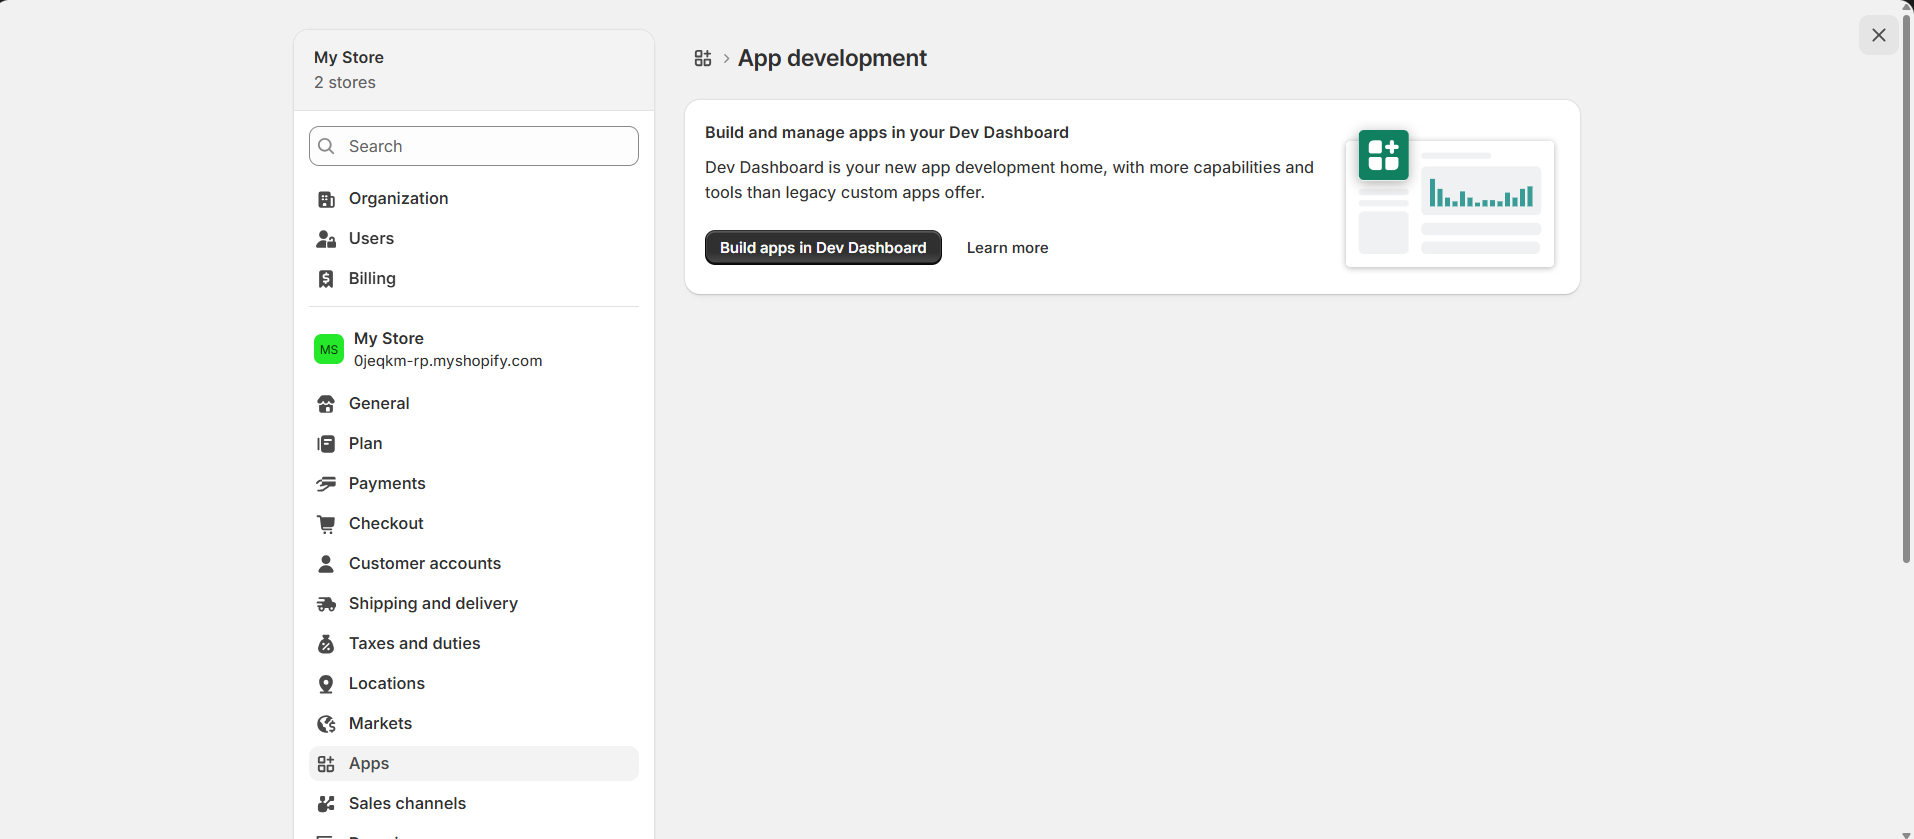 My Store
2 stores
Search
Organization
Users
Billing
MS
My Store
0jeqkm-rp.myshopify.com
General
Plan
Payments
Checkout
Customer accounts
Shipping and delivery
Taxes and duties
Locations
Markets
Apps
Sales channels
App development
Build and manage apps in your Dev Dashboard
Dev Dashboard is your new app development home, with more capabilities and
tools than legacy custom apps offer.
Build apps in Dev Dashboard
Learn more